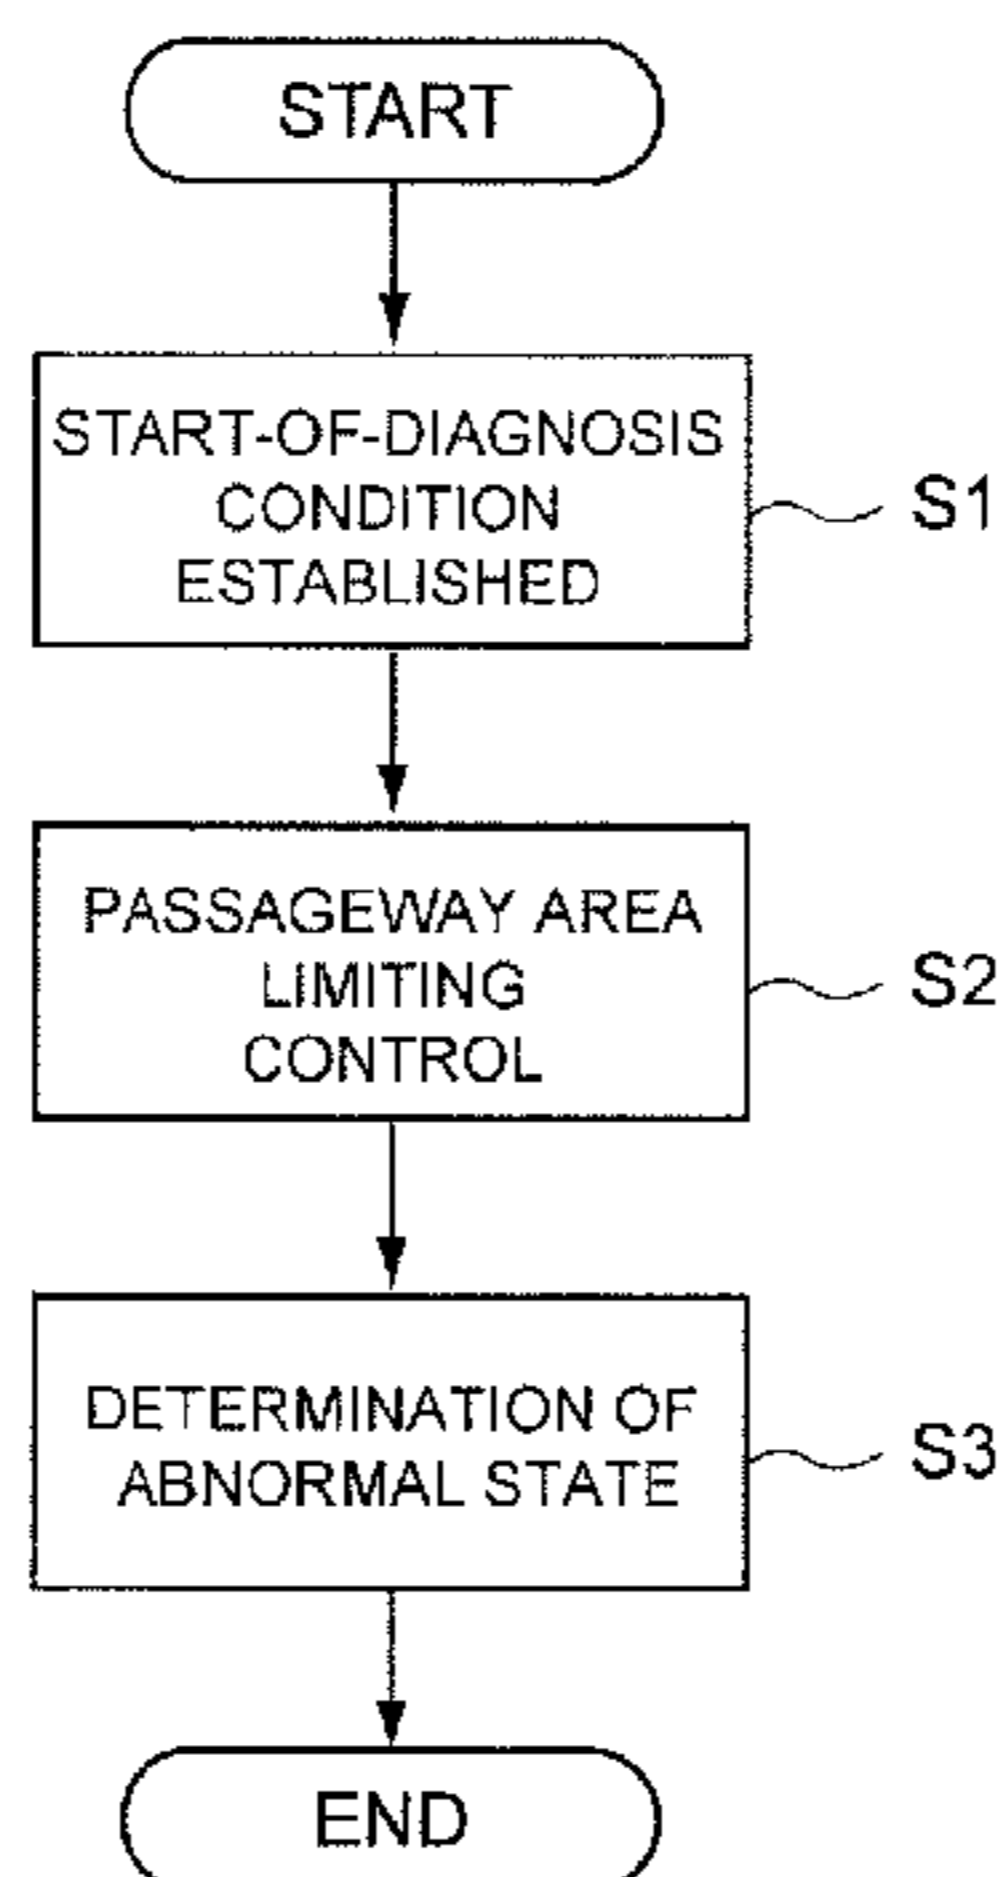 START
START-OF-DIAGNOSIS
CONDITION
ESTABLISHED
S1
PASSAGEWAY AREA
LIMITING
CONTROL
S2
DETERMINATION OF
ABNORMAL STATE
S3
END